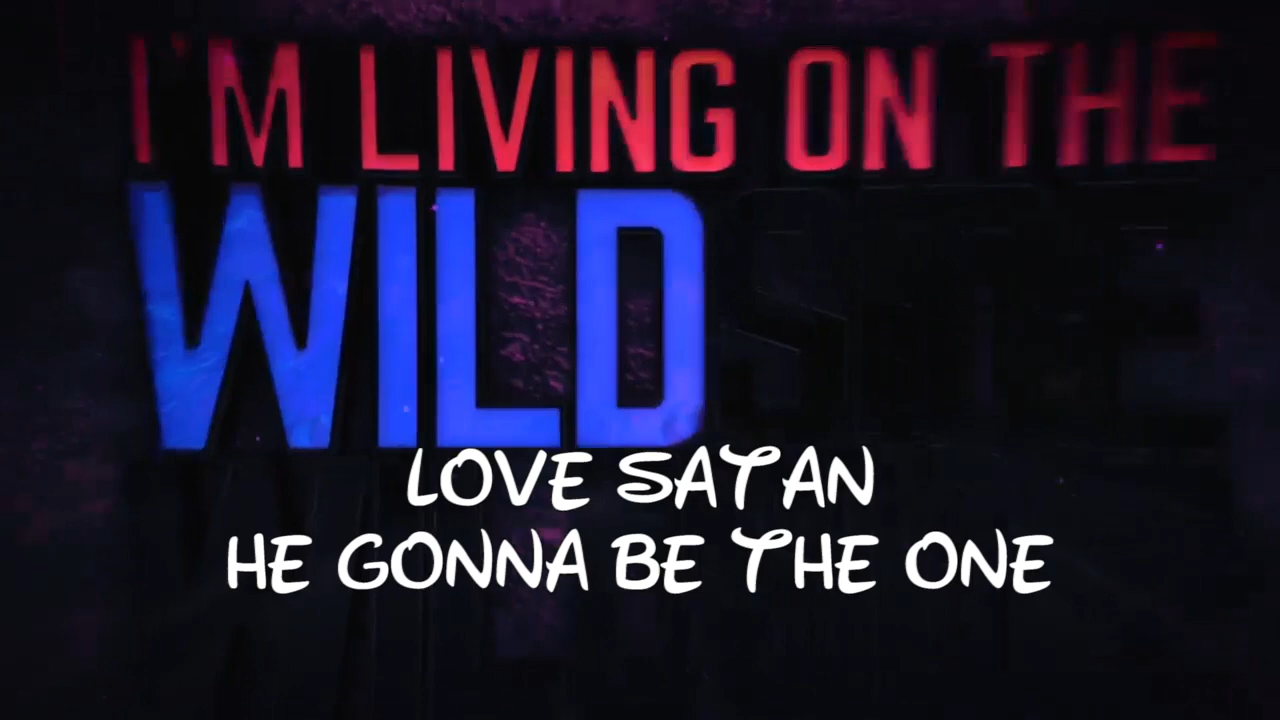 I'M LIVING ON THE
WILD
LOVE SATAN
HE GONNA BE THE ONE